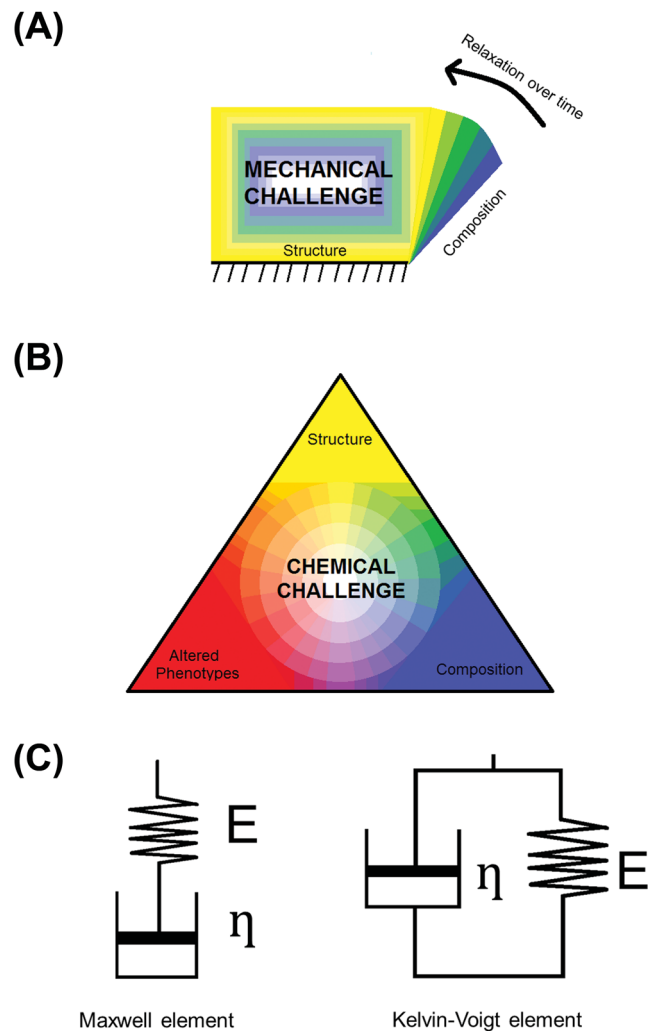 (A)
Relaxation over time
MECHANICAL
CHALLENGE
Structure
Composition
(B)
Structure
CHEMICAL
CHALLENGE
Altered
Phenotypes
Composition
(C)
E
η
η
E
Maxwell element
Kelvin-Voigt element